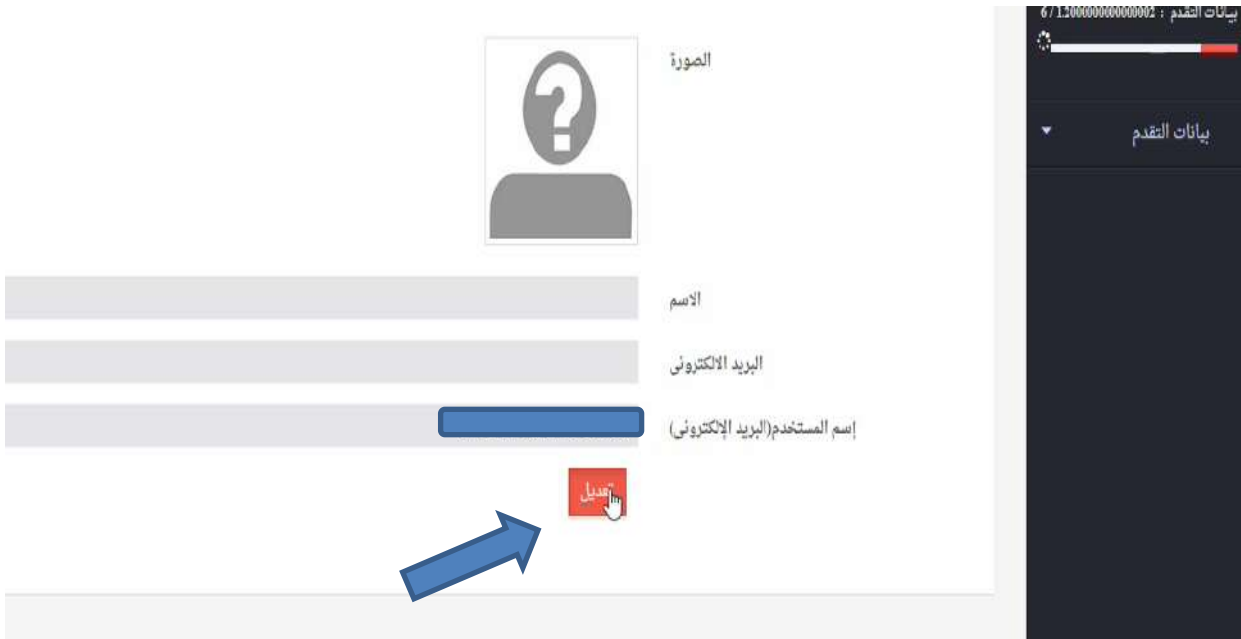 بيانات التقدم : 6 / 1.2000000000000002
بيانات التقدم
الصورة
الاسم
البريد الالكترونى
إسم المستخدم(البريد الإلكترونى)
تعديل